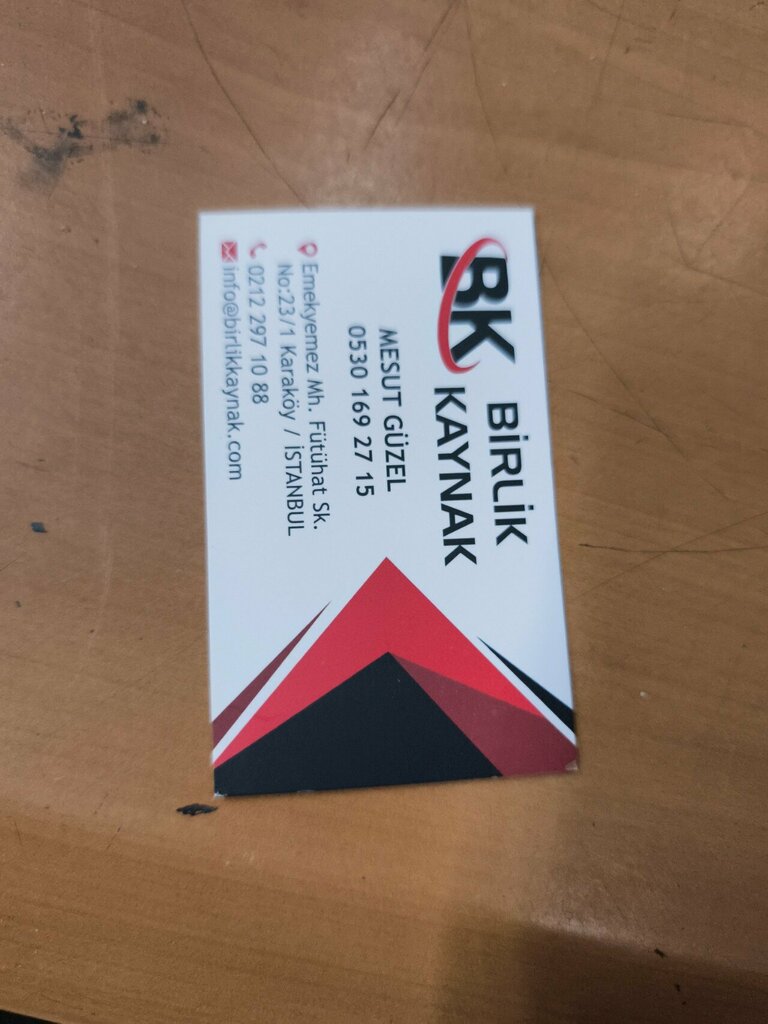 BK BİRLİK
KAYNAK
MESUT GÜZEL
0530 169 27 15
Emekyemez Mh. Fütühat Sk.
No:23/1 Karaköy / İSTANBUL
0212 297 10 88
info@birlikkaynak.com